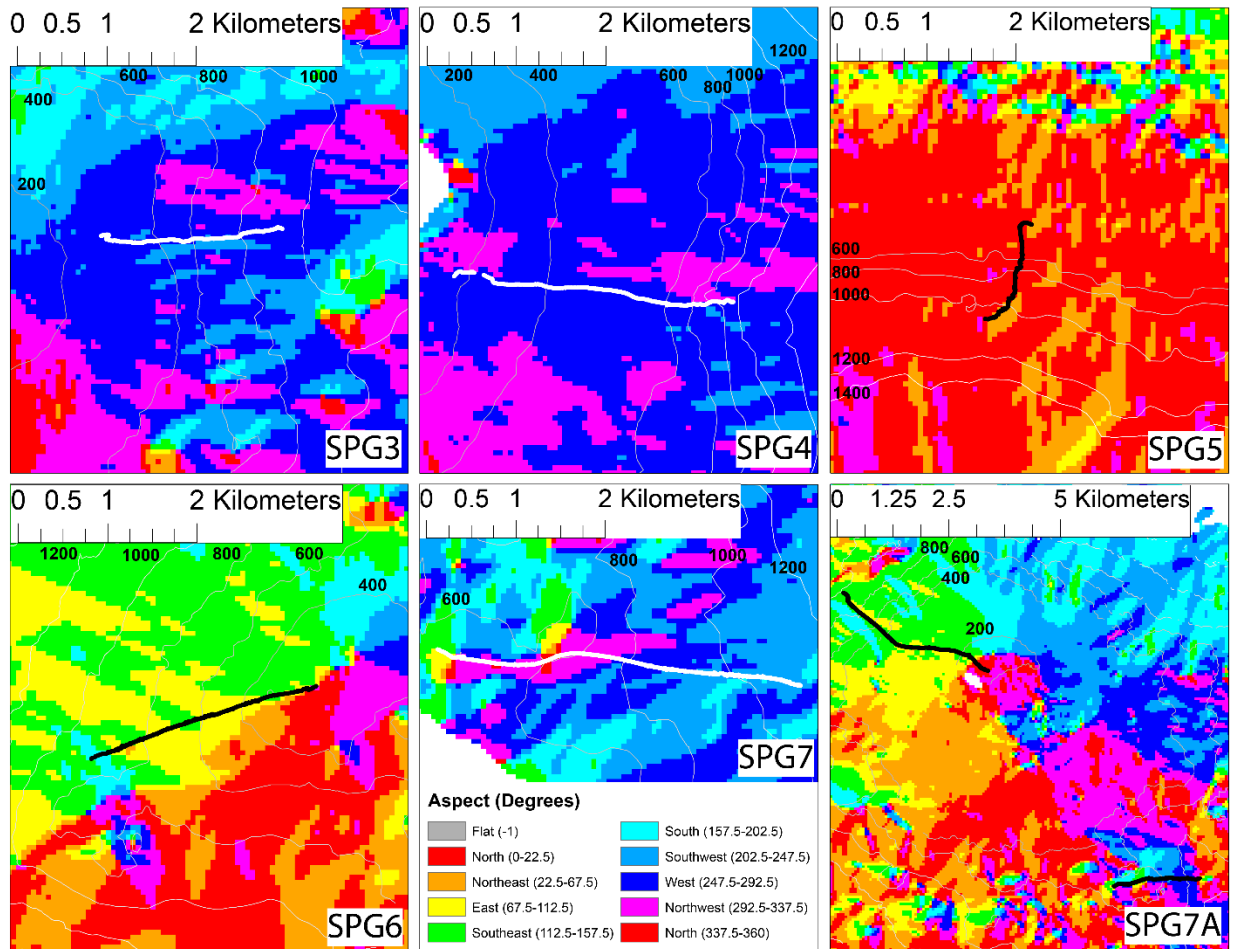 0 0.5 1 2 Kilometers
600 800 1000
400
200
SPG3
0 0.5 1 2 Kilometers
1200
200 400 600 1000
800
SPG4
0 0.5 1 2 Kilometers
600
800
1000
1200
1400
SPG5
0 0.5 1 2 Kilometers
1200 1000 800 600
400
SPG6
0 0.5 1 2 Kilometers
800 1000
1200
600
SPG7
Aspect (Degrees)
Flat (-1)
North (0-22.5)
Northeast (22.5-67.5)
East (67.5-112.5)
Southeast (112.5-157.5)
South (157.5-202.5)
Southwest (202.5-247.5)
West (247.5-292.5)
Northwest (292.5-337.5)
North (337.5-360)
0 1.25 2.5 5 Kilometers
800
600
400
200
SPG7A